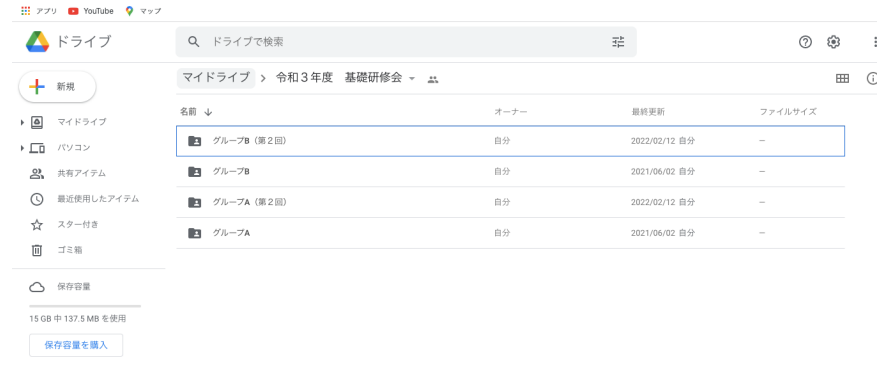 アプリ YouTube マップ
ドライブ
ドライブで検索
新規
マイドライブ
パソコン
共有アイテム
最近使用したアイテム
スター付き
ゴミ箱
保存容量
15 GB 中 137.5 MB を使用
保存容量を購入
マイドライブ > 令和3年度 基礎研修会
名前 ↓ オーナー 最終更新 ファイルサイズ
グループB（第2回） 自分 2022/02/12 自分 —
グループB 自分 2021/06/02 自分 —
グループA（第2回） 自分 2022/02/12 自分 —
グループA 自分 2021/06/02 自分 —